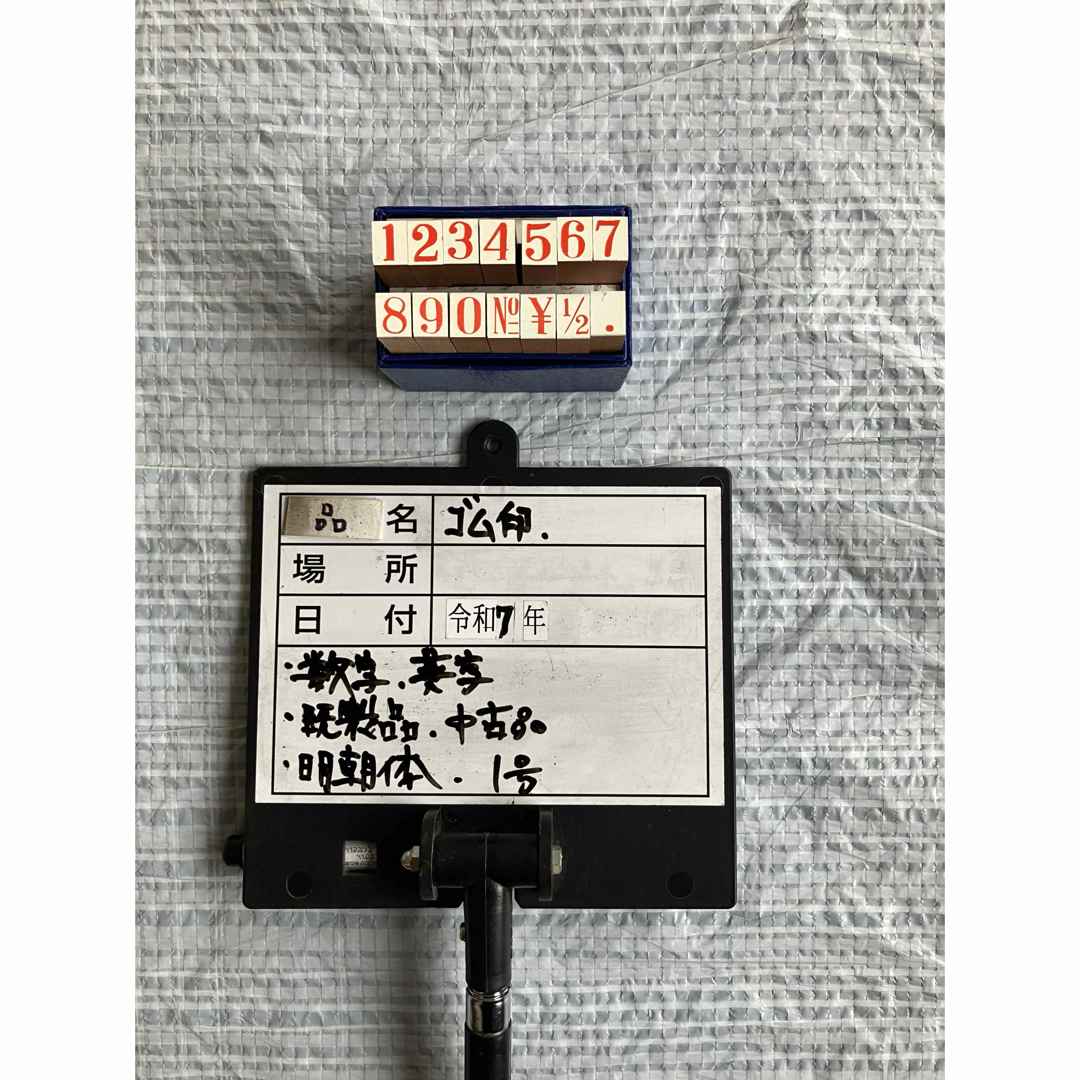 1234567
890№¥½.
品名 ゴム印.
場所
日付 令和7年
・数字.英字
・既製品.中古80
・明朝体.1号